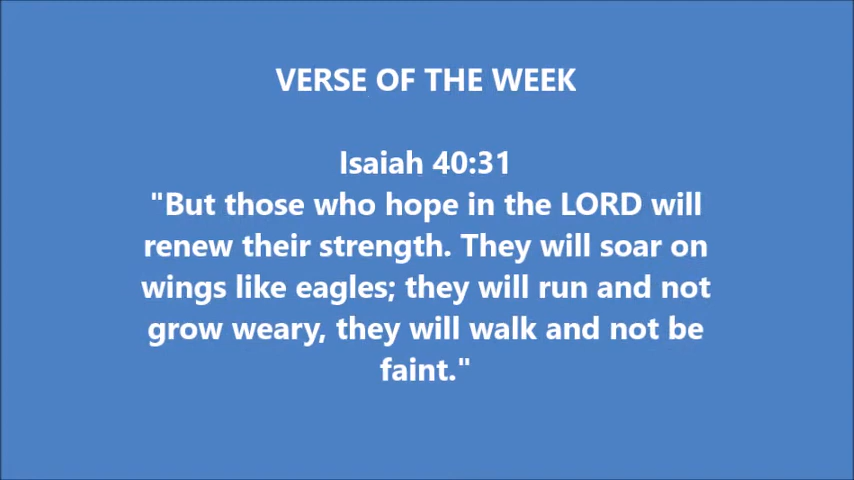 VERSE OF THE WEEK
Isaiah 40:31
"But those who hope in the LORD will
renew their strength. They will soar on
wings like eagles; they will run and not
grow weary, they will walk and not be
faint."